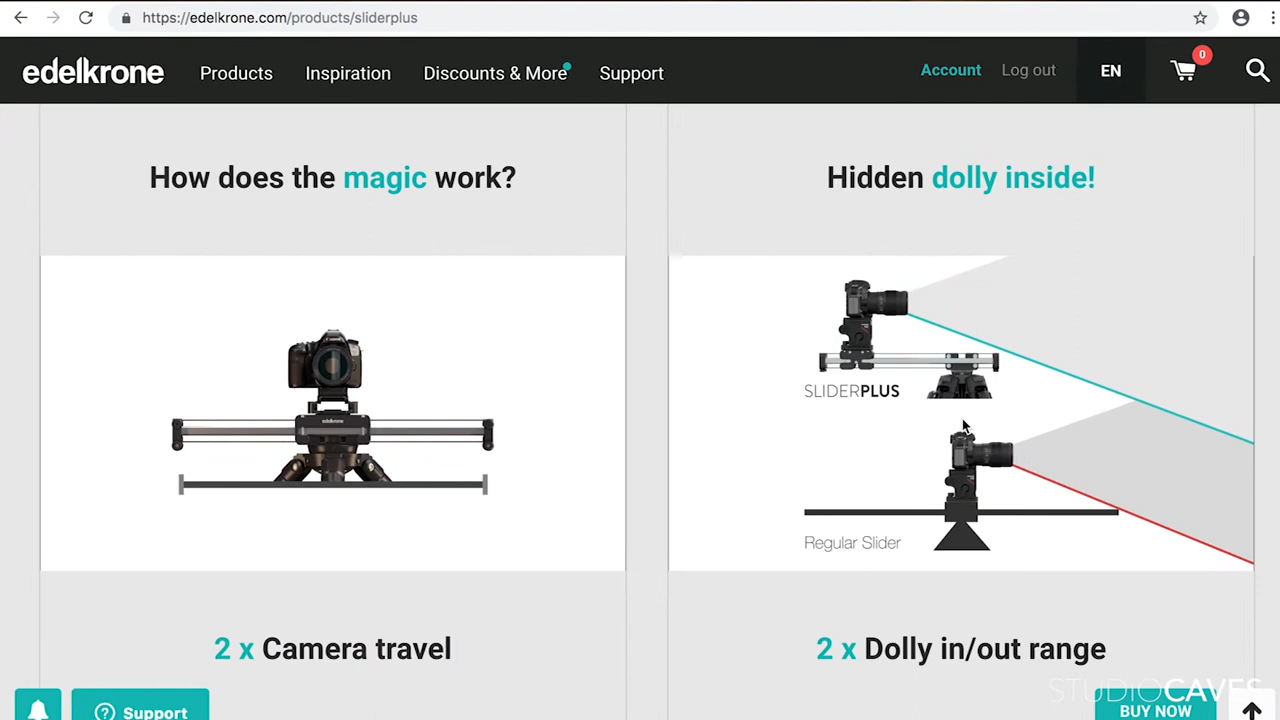 https://edelkrone.com/products/sliderplus
edelkrone
Products
Inspiration
Discounts & More
Support
Account
Log out
EN
0
How does the magic work?
Hidden dolly inside!
edelkrone
SLIDERPLUS
Regular Slider
2 x Camera travel
2 x Dolly in/out range
STUDIOCAVES
Support
BUY NOW